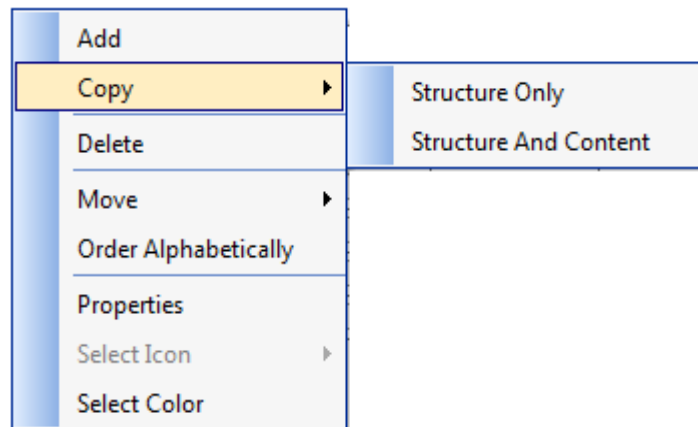 Add
Copy
Structure Only
Structure And Content
Delete
Move
Order Alphabetically
Properties
Select Icon
Select Color